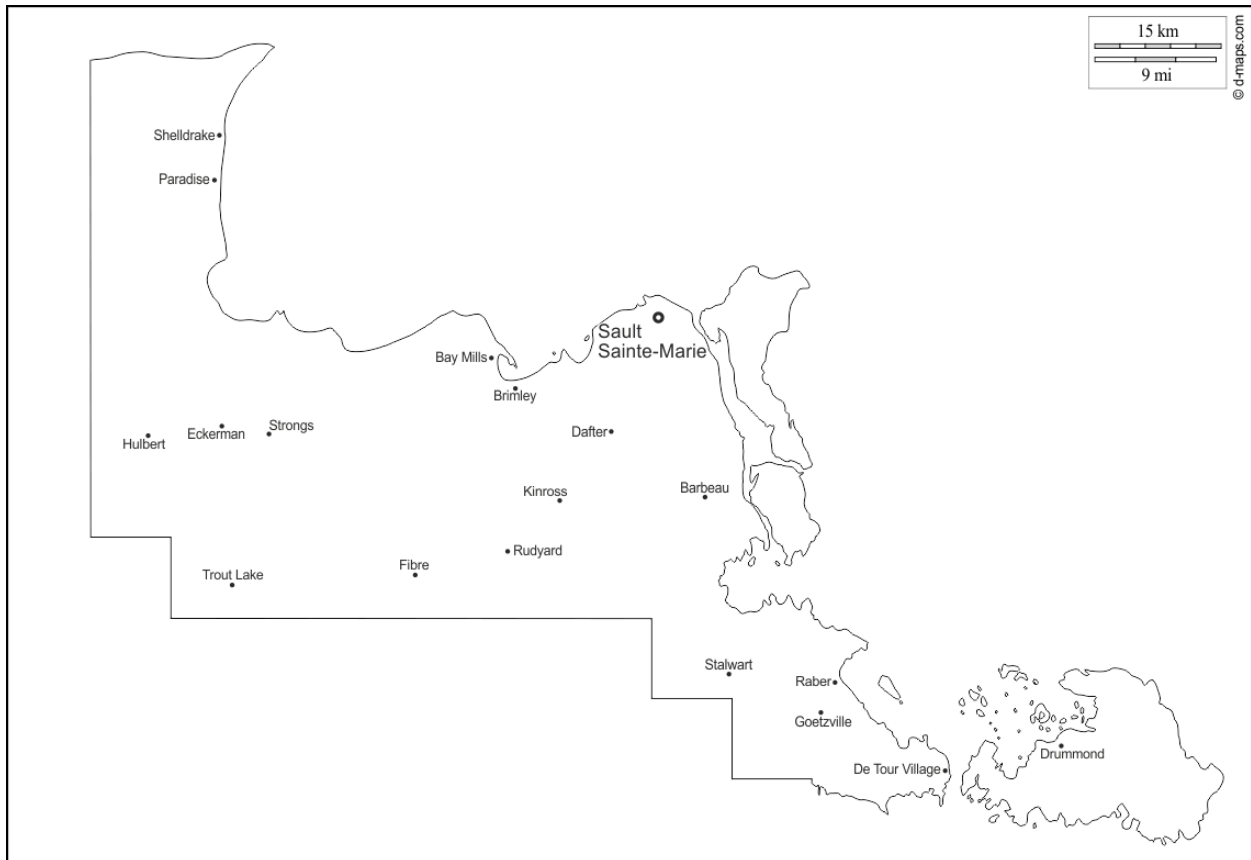 15 km
9 mi
© d-maps.com
Shelldrake
Paradise
Sault
Sainte-Marie
Bay Mills
Brimley
Hulbert
Eckerman
Strongs
Dafter
Kinross
Barbeau
Rudyard
Fibre
Trout Lake
Stalwart
Raber
Goetzville
De Tour Village
Drummond